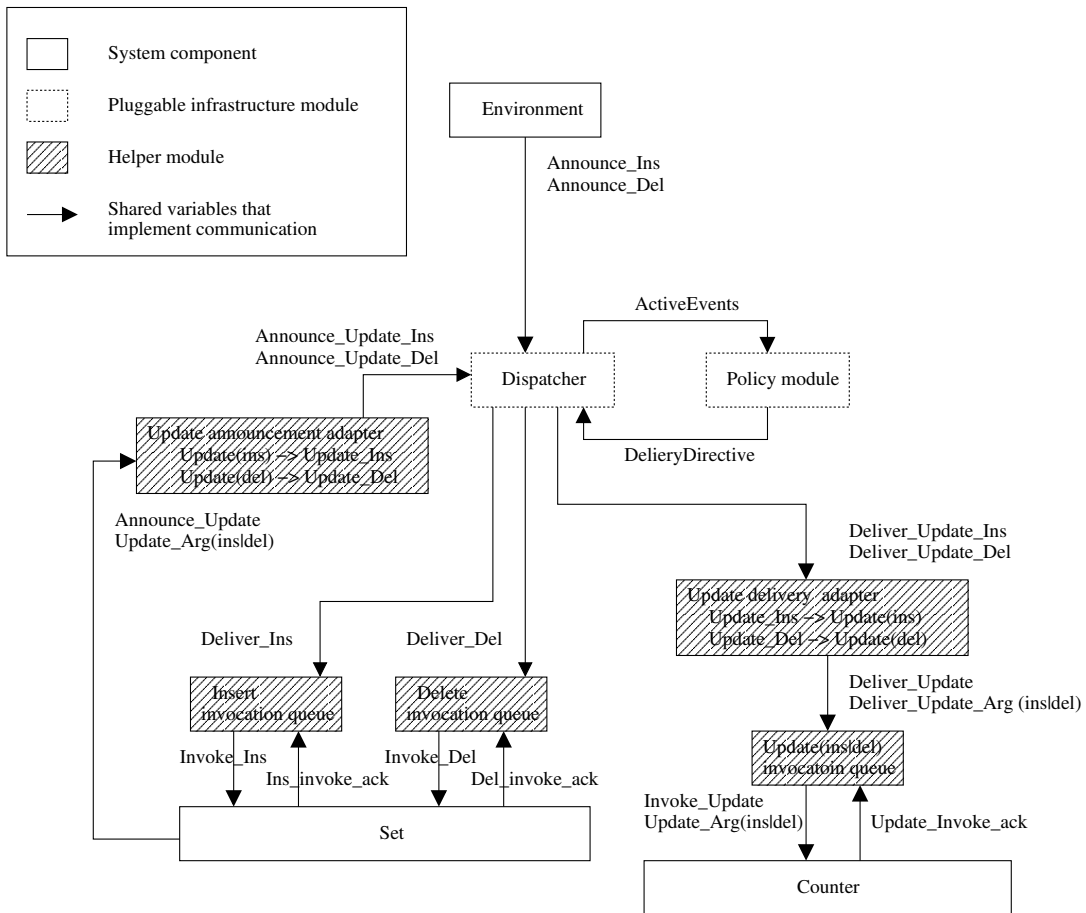 System component
Pluggable infrastructure module
Helper module
Shared variables that
implement communication
Environment
Announce_Ins
Announce_Del
ActiveEvents
Announce_Update_Ins
Announce_Update_Del
Dispatcher
Policy module
DelieryDirective
Update announcement adapter
Update(ins) −> Update_Ins
Update(del) −> Update_Del
Announce_Update
Update_Arg(ins|del)
Deliver_Update_Ins
Deliver_Update_Del
Update delivery adapter
Update_Ins −> Update(ins)
Update_Del −> Update(del)
Deliver_Ins
Deliver_Del
Insert
invocation queue
Delete
invocation queue
Deliver_Update
Deliver_Update_Arg (ins|del)
Update(ins|del)
invocatoin queue
Invoke_Ins
Ins_invoke_ack
Invoke_Del
Del_invoke_ack
Invoke_Update
Update_Arg(ins|del)
Update_Invoke_ack
Set
Counter